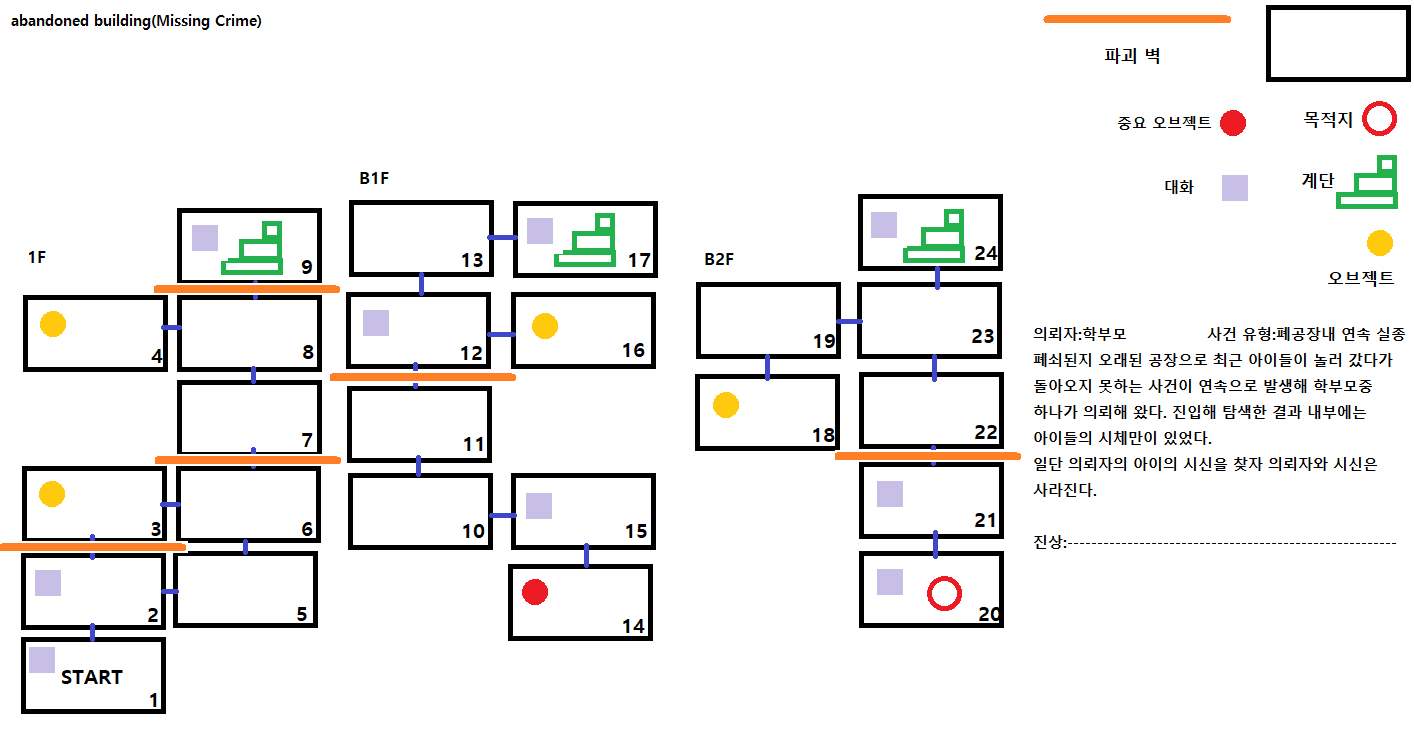 abandoned building(Missing Crime)
파괴 벽
중요 오브젝트
목적지
대화
계단
오브젝트
1F
9
4
8
7
3
6
2
5
START
1
B1F
13
17
12
16
11
10
15
14
B2F
24
19
23
18
22
21
20
의뢰자:학부모 사건 유형:폐공장내 연속 실종
폐쇠된지 오래된 공장으로 최근 아이들이 놀러 갔다가
돌아오지 못하는 사건이 연속으로 발생해 학부모중
하나가 의뢰해 왔다. 진입해 탐색한 결과 내부에는
아이들의 시체만이 있었다.
일단 의뢰자의 아이의 시신을 찾자 의뢰자와 시신은
사라진다.
진상:-------------------------------------------------------